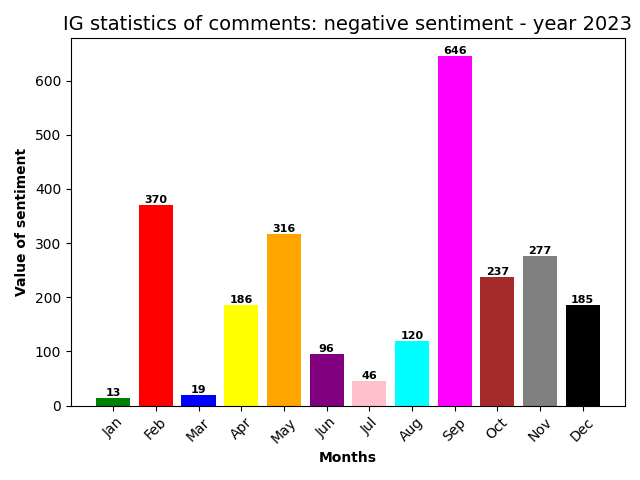 IG statistics of comments: negative sentiment - year 2023
Value of sentiment
600
500
400
300
200
100
0
13
370
19
186
316
96
46
120
646
237
277
185
Jan
Feb
Mar
Apr
May
Jun
Jul
Aug
Sep
Oct
Nov
Dec
Months